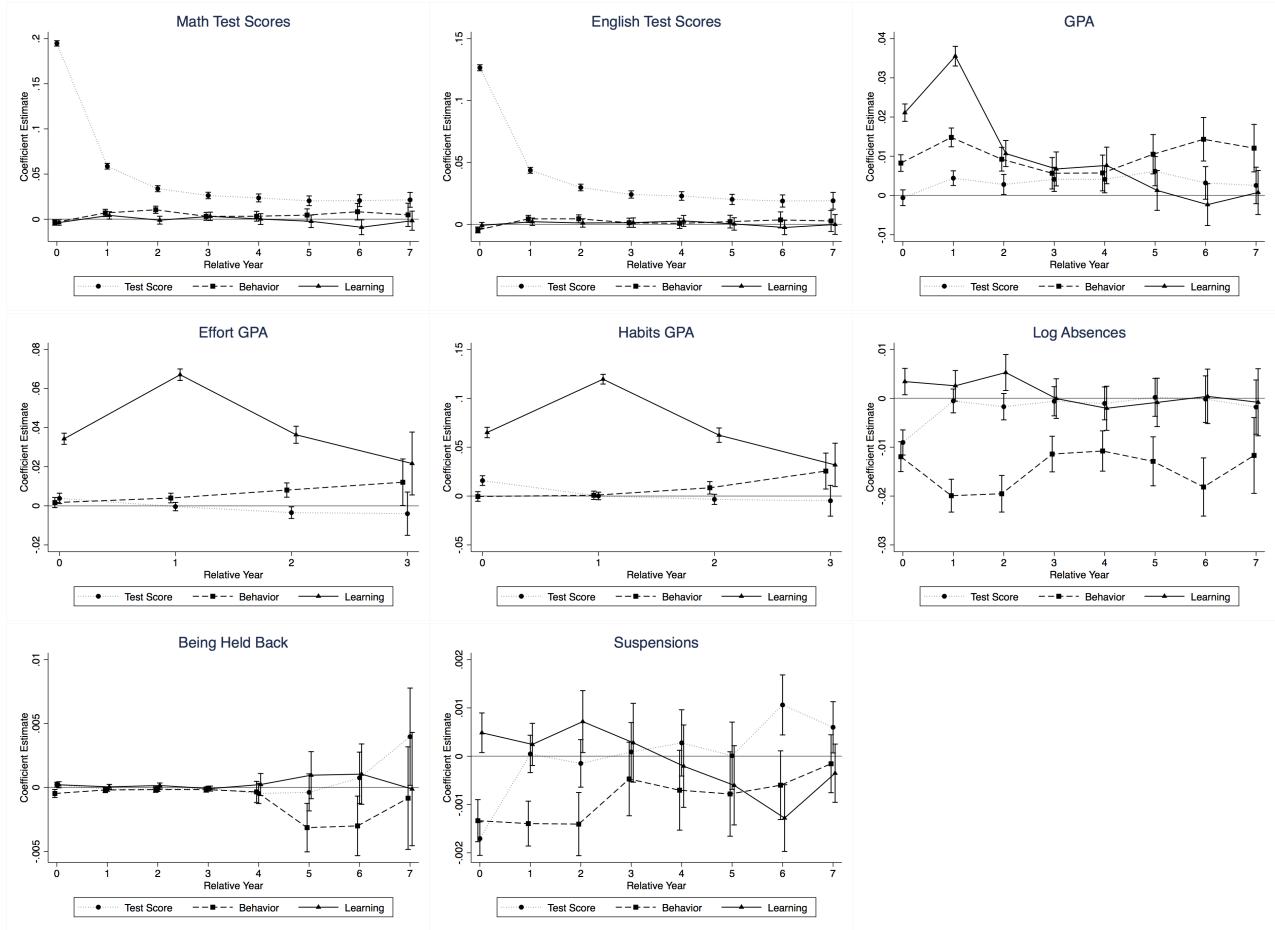 Math Test Scores
Coefficient Estimate
0 .05 .1 .15 .2
0 1 2 3 4 5 6 7
Relative Year
Test Score Behavior Learning
English Test Scores
Coefficient Estimate
0 .05 .1 .15
0 1 2 3 4 5 6 7
Relative Year
Test Score Behavior Learning
GPA
Coefficient Estimate
-.01 0 .01 .02 .03 .04
0 1 2 3 4 5 6 7
Relative Year
Test Score Behavior Learning
Effort GPA
Coefficient Estimate
-.02 0 .02 .04 .06 .08
0 1 2 3
Relative Year
Test Score Behavior Learning
Habits GPA
Coefficient Estimate
-.05 0 .05 .1 .15
0 1 2 3
Relative Year
Test Score Behavior Learning
Log Absences
Coefficient Estimate
-.03 -.02 -.01 0 .01
0 1 2 3 4 5 6 7
Relative Year
Test Score Behavior Learning
Being Held Back
Coefficient Estimate
-.005 0 .005 .01
0 1 2 3 4 5 6 7
Relative Year
Test Score Behavior Learning
Suspensions
Coefficient Estimate
-.002 -.001 0 .001 .002
0 1 2 3 4 5 6 7
Relative Year
Test Score Behavior Learning